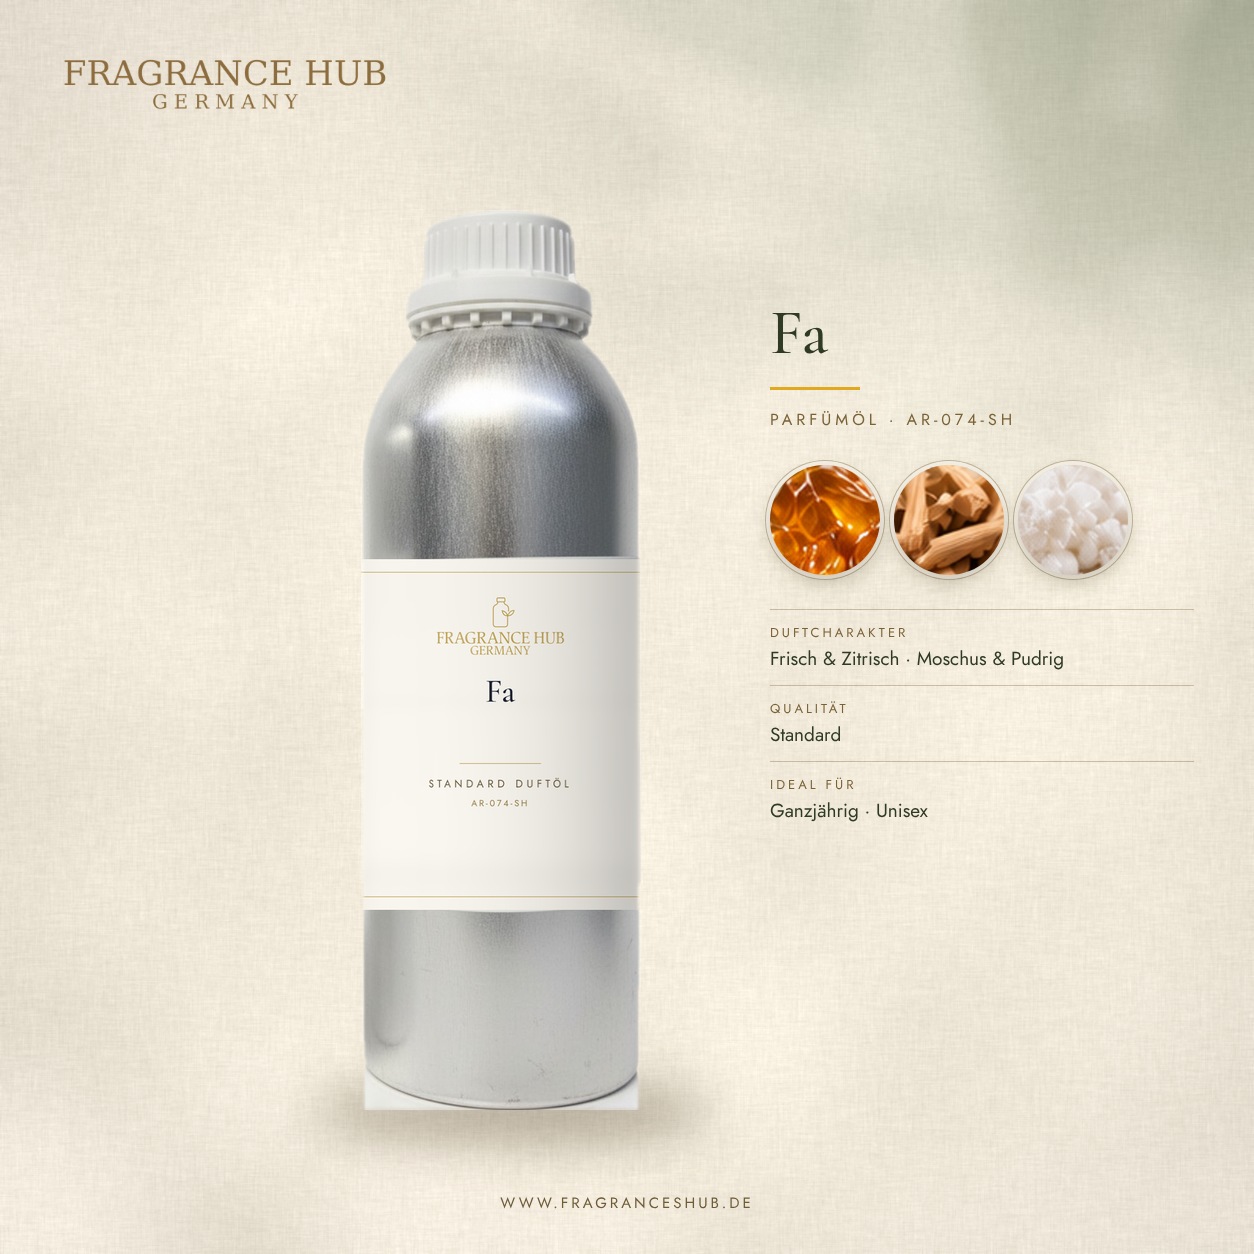 FRAGRANCE HUB
GERMANY
Fa
PARFÜMÖL · AR-074-SH
DUFTCHARAKTER
Frisch & Zitrisch · Moschus & Pudrig
QUALITÄT
Standard
IDEAL FÜR
Ganzjährig · Unisex
FRAGRANCE HUB
GERMANY
Fa
STANDARD DUFTÖL
AR-074-SH
WWW.FRAGRANCESHUB.DE